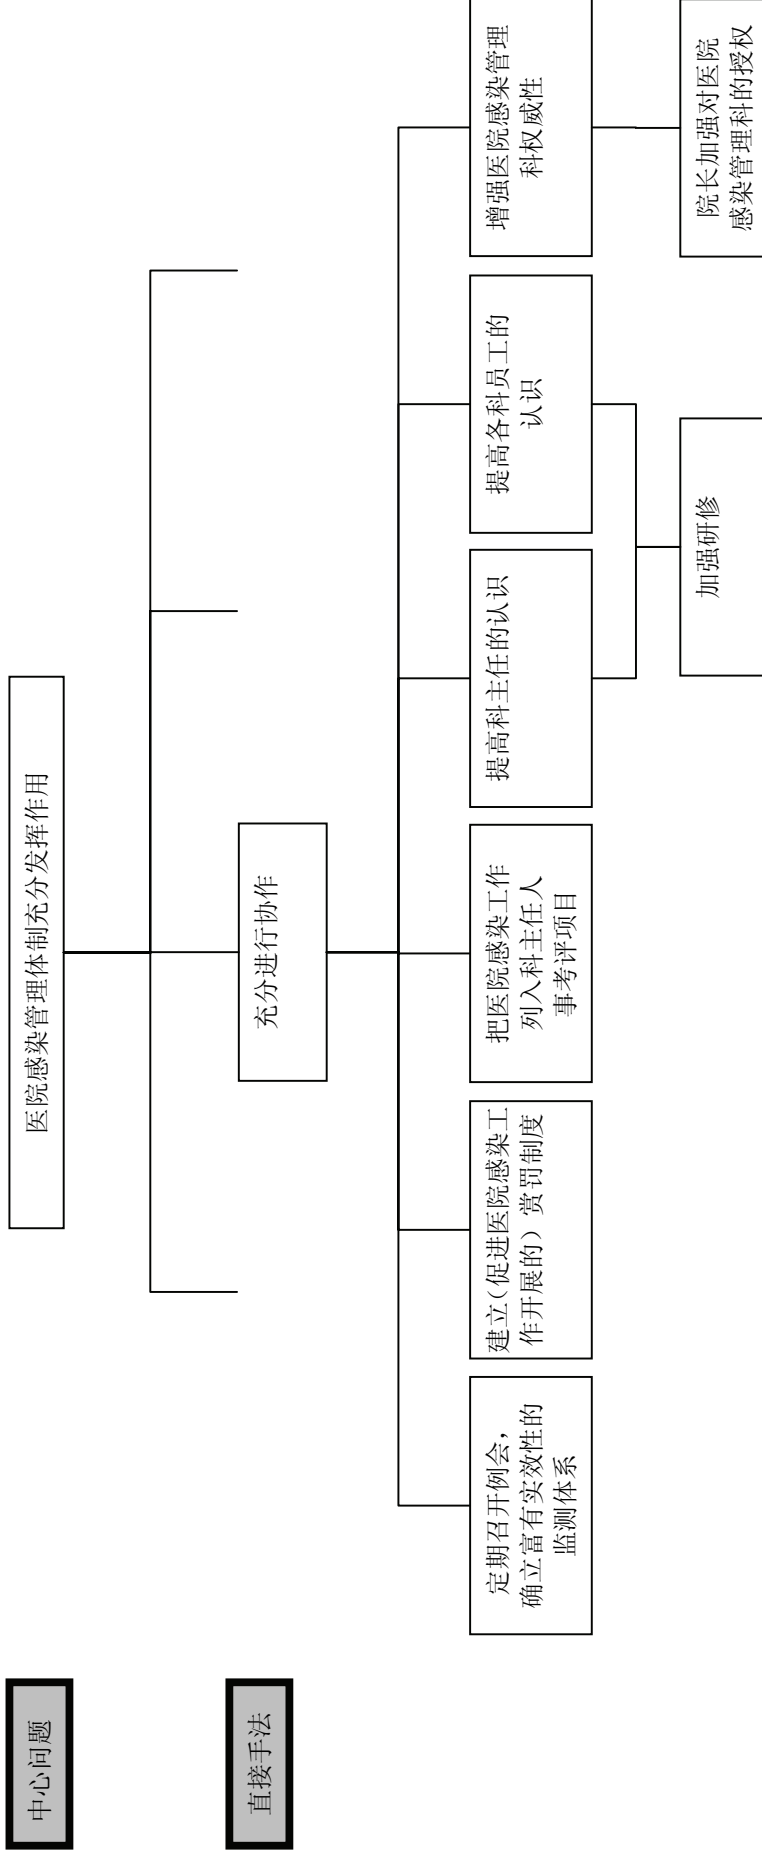 中心问题
医院感染管理体制充分发挥作用
直接手法
充分进行协作
定期召开例会，
确立富有实效性的
监测体系
建立（促进医院感染工
作开展的）赏罚制度
把医院感染工作
列入科主任人
事考评项目
提高科主任的认识
提高各科员工的
认识
增强医院感染管理
科权威性
加强研修
院长加强对医院
感染管理科的授权